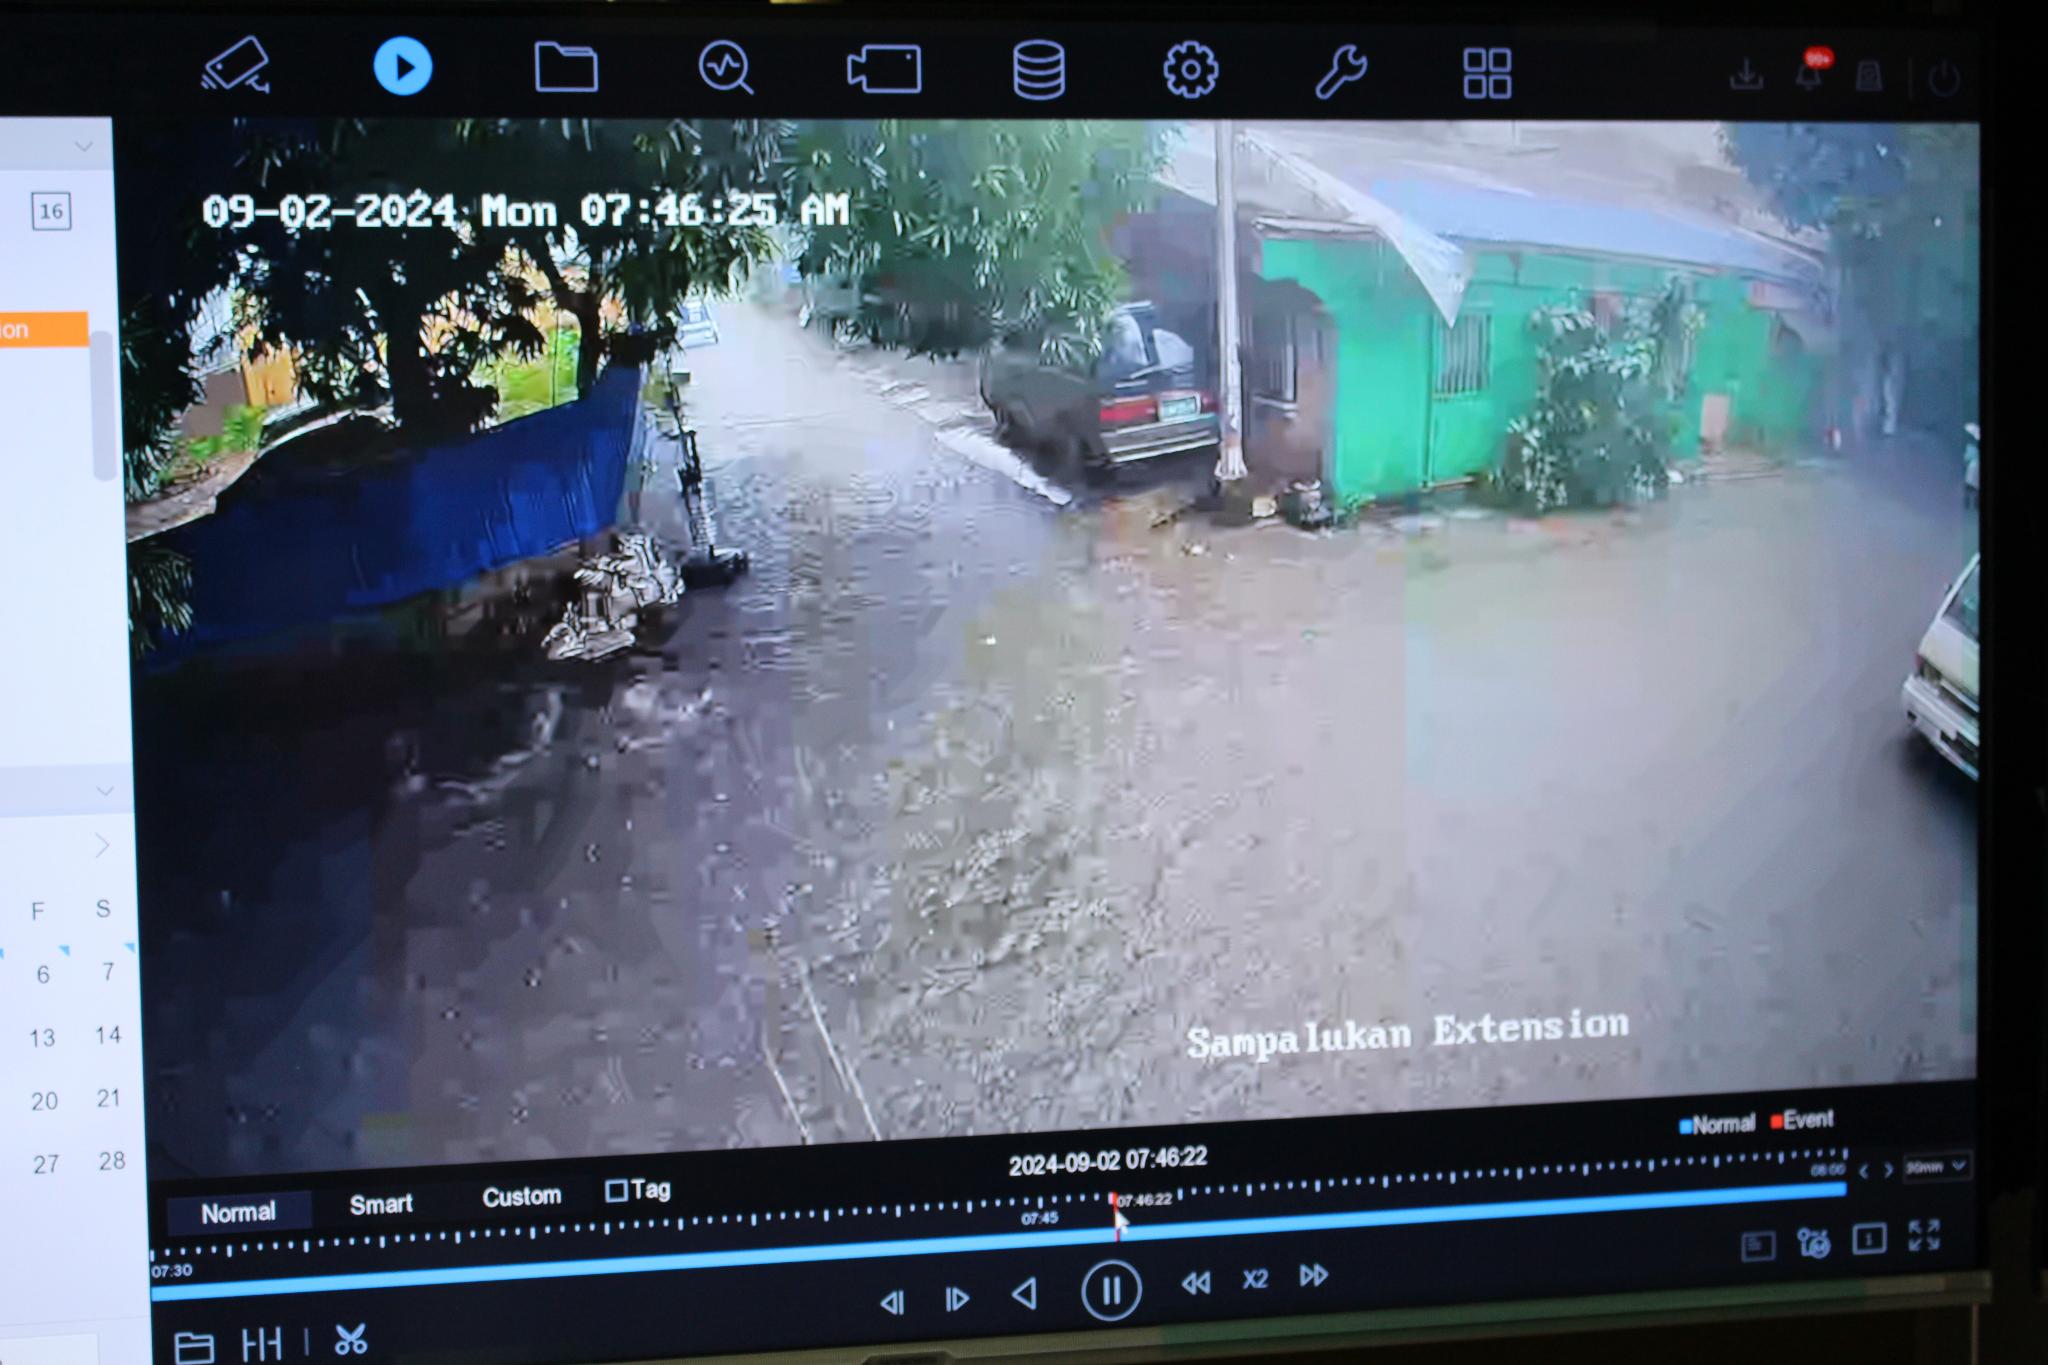 99+
16
ion
09-02-2024 Mon 07:46:25 AM
Sampalukan Extension
F S
6 7
13 14
20 21
27 28
Normal Event
2024-09-02 07:46:22
Normal Smart Custom Tag
07:30 07:45 07:46:22 08:00 30min
X2
1